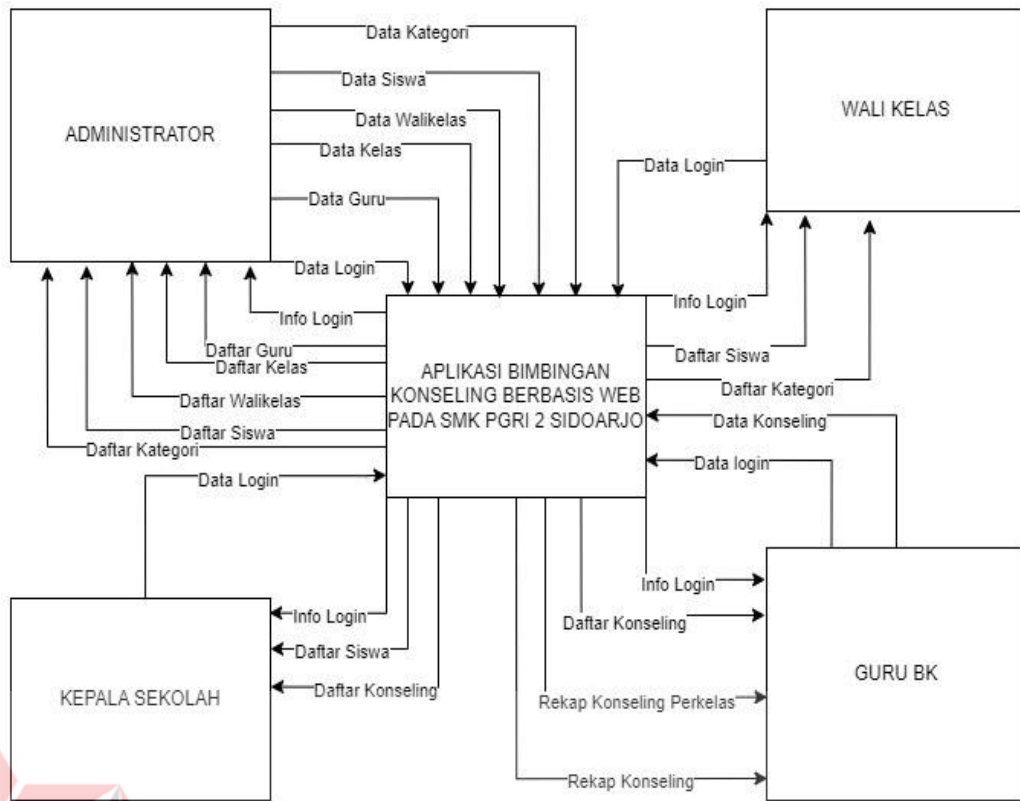 Data Kategori
Data Siswa
Data Walikelas
Data Kelas
Data Guru
Data Login
ADMINISTRATOR
WALI KELAS
Data Login
Info Login
Daftar Guru
Daftar Kelas
Daftar Walikelas
Daftar Siswa
Daftar Kategori
Data Login
APLIKASI BIMBINGAN
KONSELING BERBASIS WEB
PADA SMK PGRI 2 SIDOARJO
Info Login
Daftar Siswa
Daftar Kategori
Data Konseling
Data login
Info Login
Daftar Siswa
Daftar Konseling
KEPALA SEKOLAH
Info Login
Daftar Konseling
Rekap Konseling Perkelas
Rekap Konseling
GURU BK